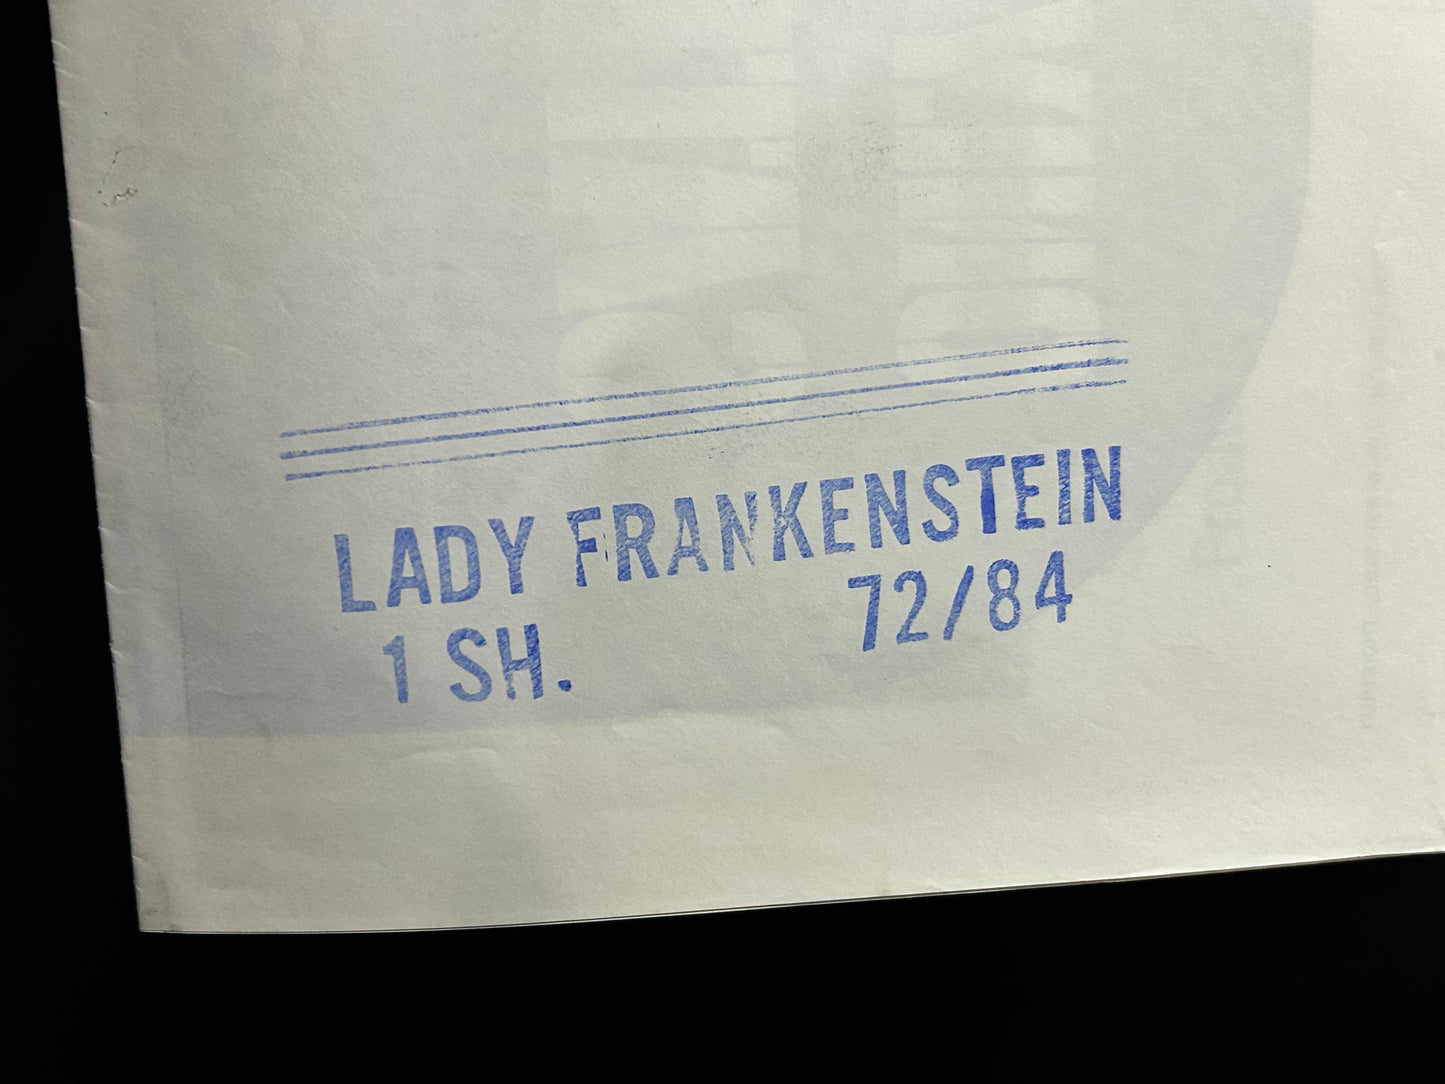 LADY FRANKENSTEIN
1 SH. 72/84